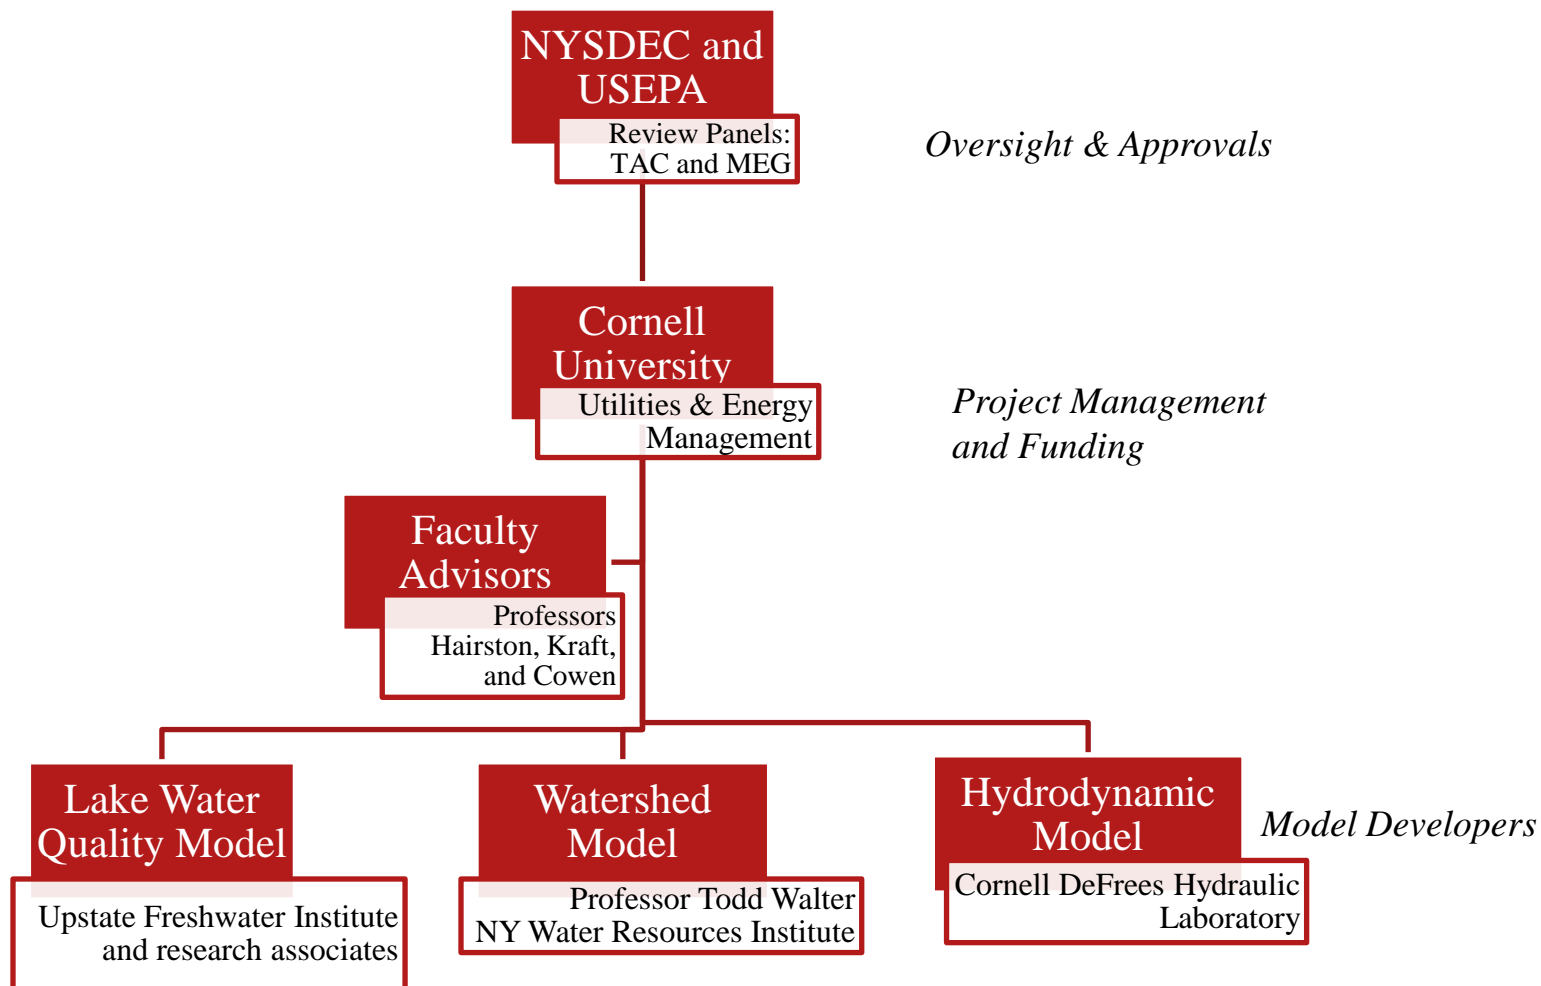 NYSDEC and
USEPA
Review Panels:
TAC and MEG
Oversight & Approvals
Cornell
University
Utilities & Energy
Management
Project Management
and Funding
Faculty
Advisors
Professors
Hairston, Kraft,
and Cowen
Lake Water
Quality Model
Upstate Freshwater Institute
and research associates
Watershed
Model
Professor Todd Walter
NY Water Resources Institute
Hydrodynamic
Model
Cornell DeFrees Hydraulic
Laboratory
Model Developers